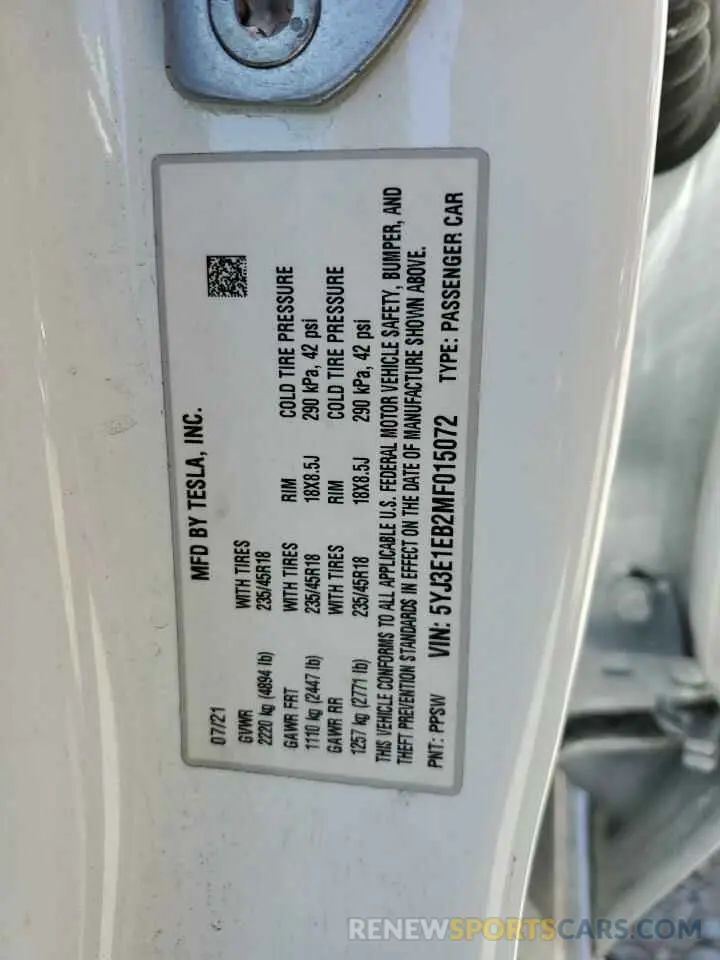 MFD BY TESLA, INC.
07/21
GVWR WITH TIRES
2220 kg (4894 lb) 235/45R18
GAWR FRT WITH TIRES RIM COLD TIRE PRESSURE
1110 kg (2447 lb) 235/45R18 18X8.5J 290 kPa, 42 psi
GAWR RR WITH TIRES RIM COLD TIRE PRESSURE
1257 kg (2771 lb) 235/45R18 18X8.5J 290 kPa, 42 psi
THIS VEHICLE CONFORMS TO ALL APPLICABLE U.S. FEDERAL MOTOR VEHICLE SAFETY, BUMPER, AND
THEFT PREVENTION STANDARDS IN EFFECT ON THE DATE OF MANUFACTURE SHOWN ABOVE.
PNT: PPSW VIN: 5YJ3E1EB2MF015072 TYPE: PASSENGER CAR
RENEWSPORTSCARS.COM